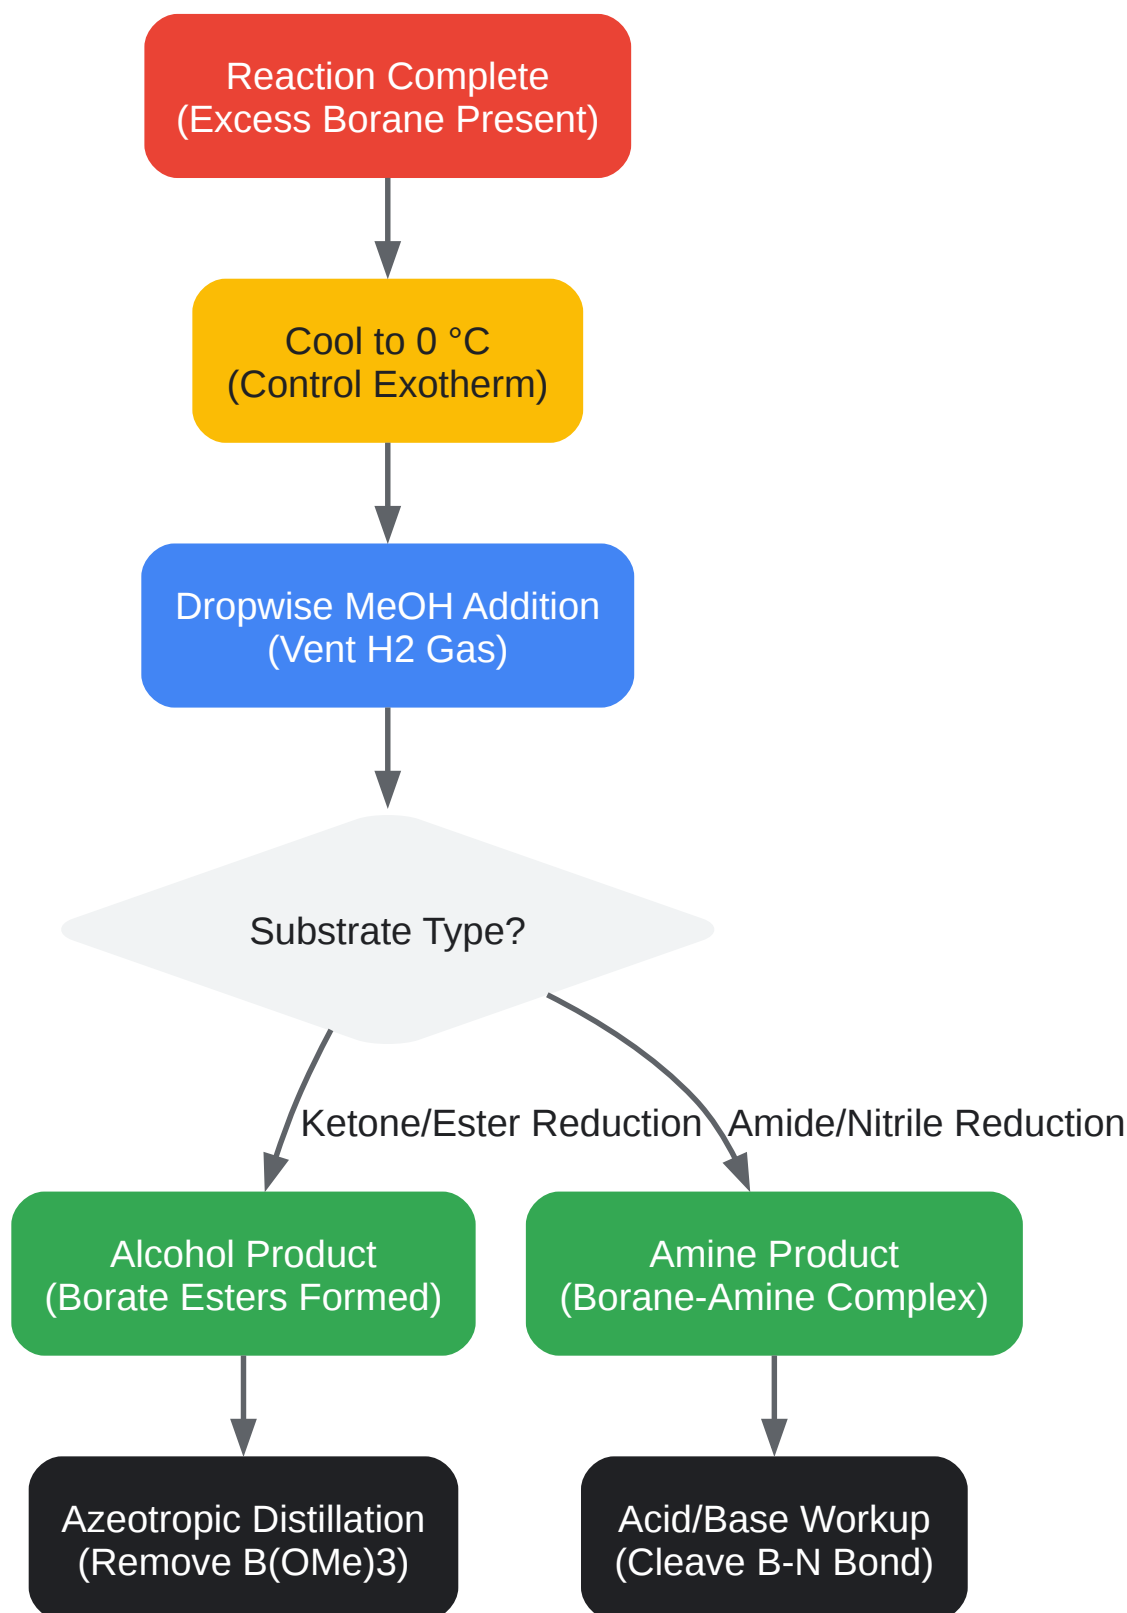 Reaction Complete
(Excess Borane Present)
Cool to 0 °C
(Control Exotherm)
Dropwise MeOH Addition
(Vent H2 Gas)
Substrate Type?
Ketone/Ester Reduction
Amide/Nitrile Reduction
Alcohol Product
(Borate Esters Formed)
Amine Product
(Borane-Amine Complex)
Azeotropic Distillation
(Remove B(OMe)3)
Acid/Base Workup
(Cleave B-N Bond)